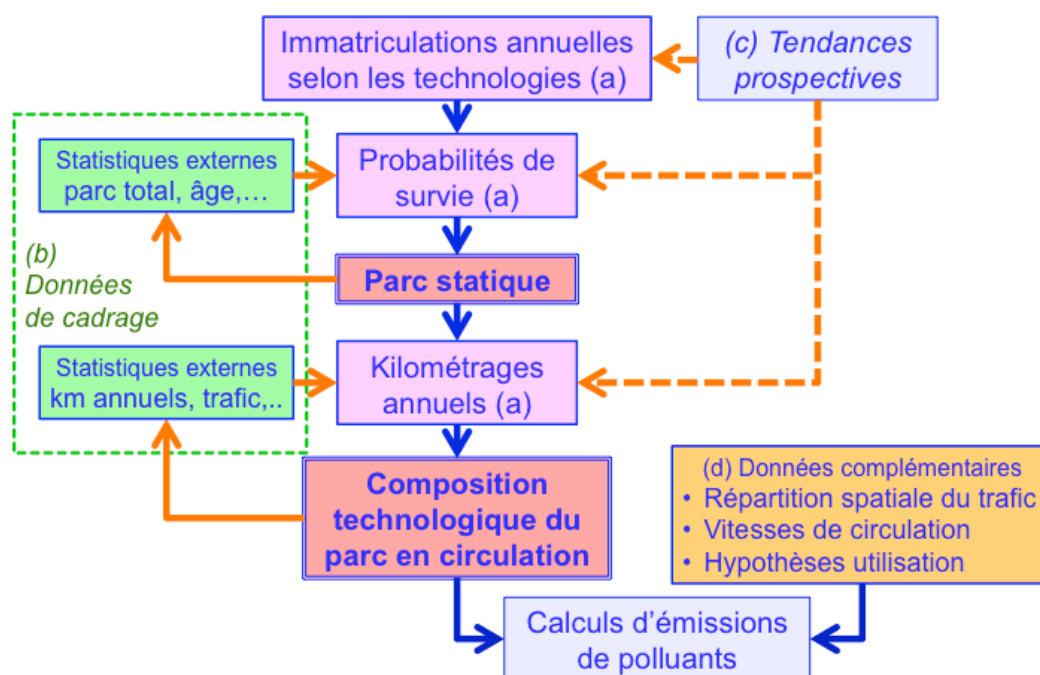 Immatriculations annuelles
selon les technologies (a)
(c) Tendances
prospectives
Statistiques externes
parc total, âge,...
Probabilités de
survie (a)
(b)
Données
de cadrage
Parc statique
Statistiques externes
km annuels, trafic,..
Kilométrages
annuels (a)
Composition
technologique du
parc en circulation
(d) Données complémentaires
• Répartition spatiale du trafic
• Vitesses de circulation
• Hypothèses utilisation
Calculs d’émissions
de polluants